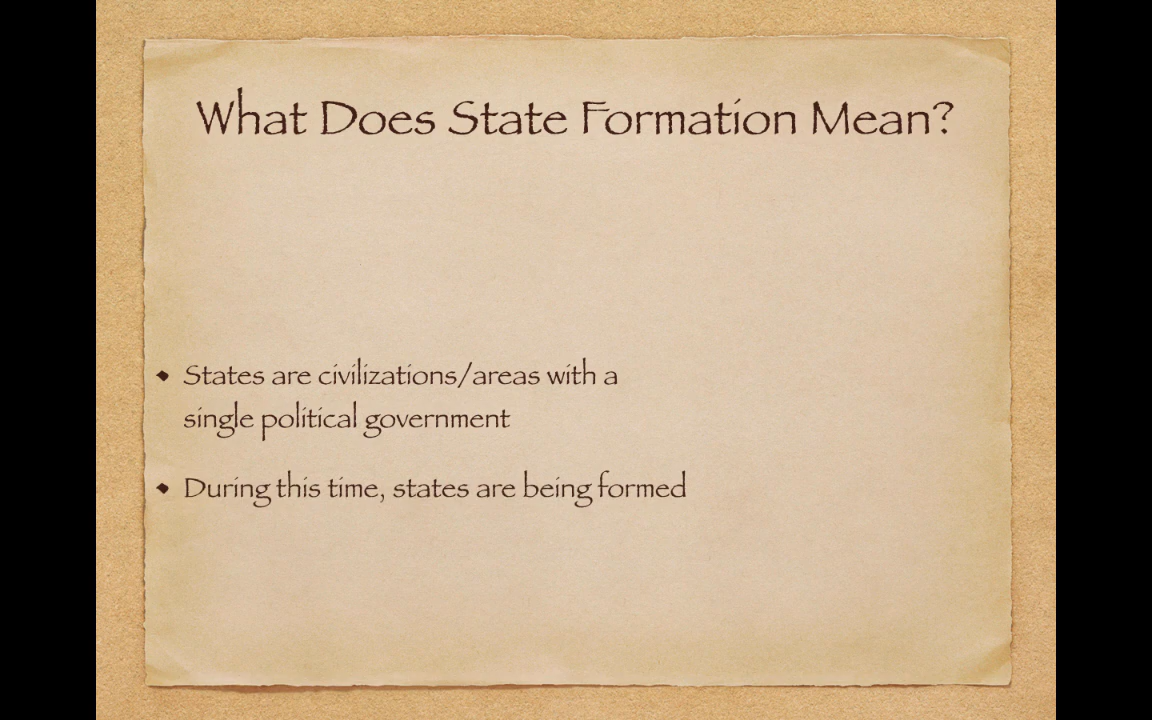 What Does State Formation Mean?
• States are civilizations/areas with a
single political government
• During this time, states are being formed